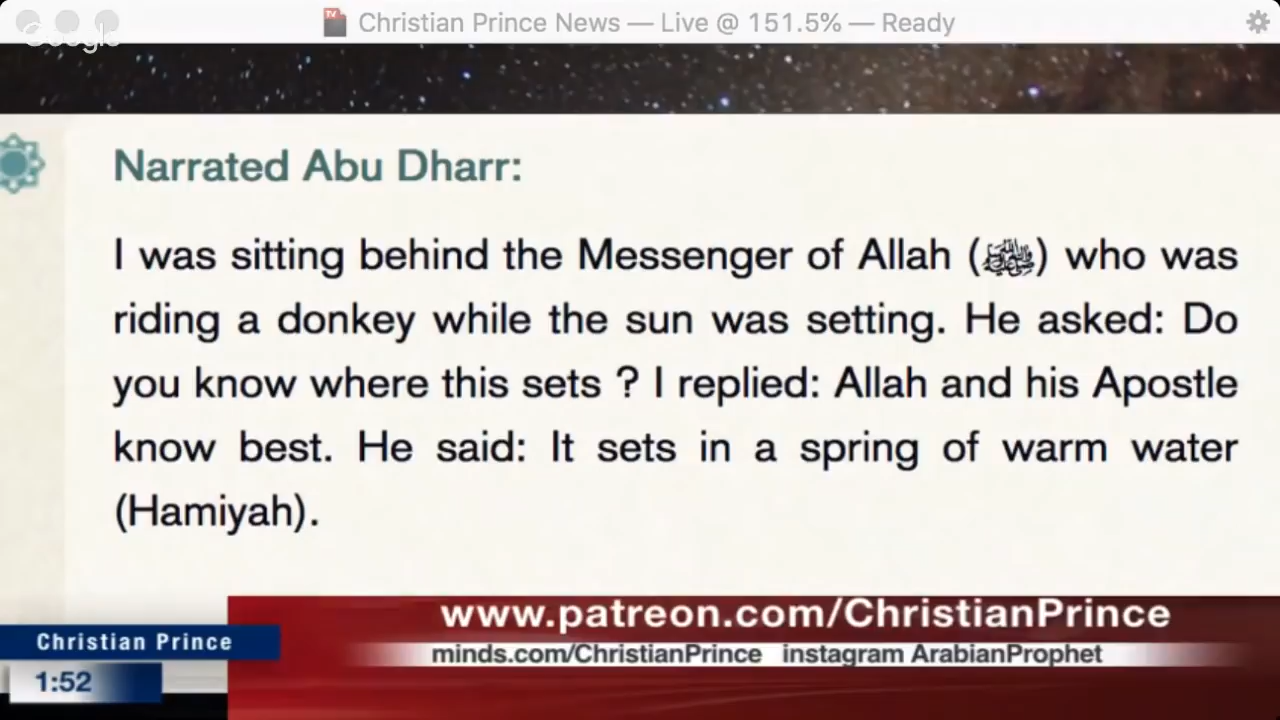 Christian Prince News — Live @ 151.5% — Ready
Google
Narrated Abu Dharr:
I was sitting behind the Messenger of Allah (ﷺ) who was
riding a donkey while the sun was setting. He asked: Do
you know where this sets ? I replied: Allah and his Apostle
know best. He said: It sets in a spring of warm water
(Hamiyah).
www.patreon.com/ChristianPrince
Christian Prince
minds.com/ChristianPrince instagram ArabianProphet
1:52